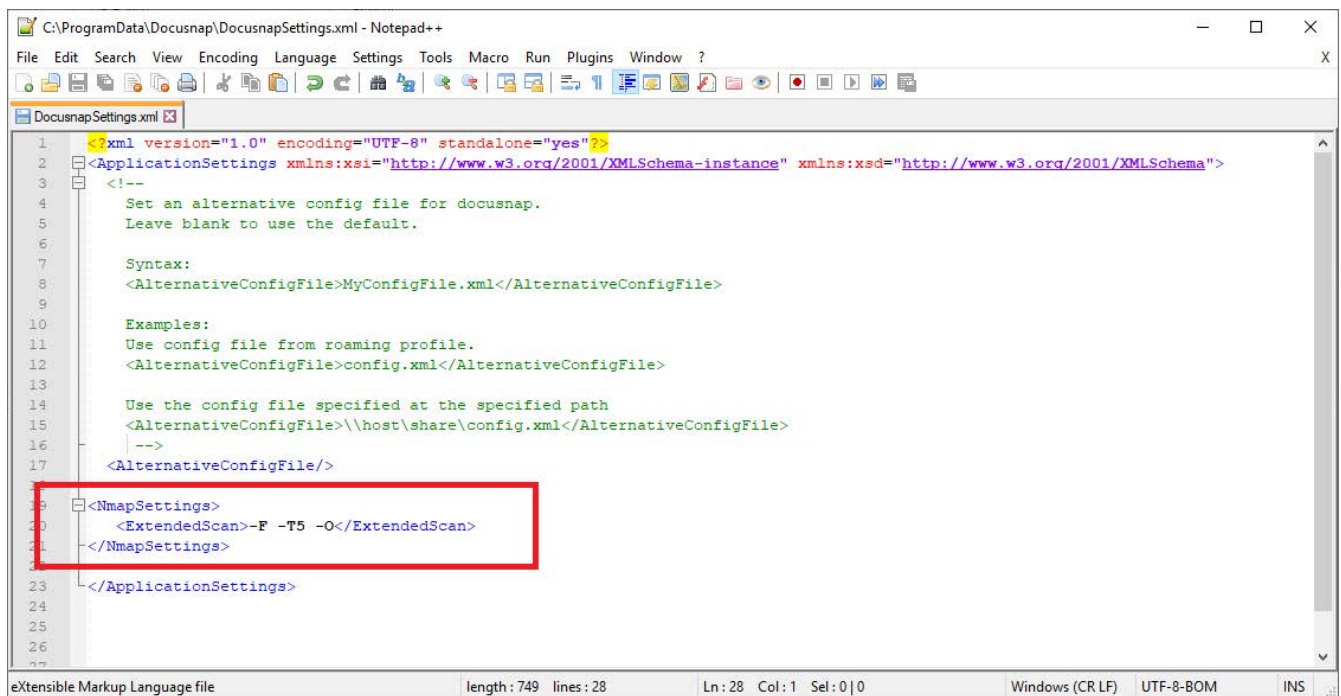 C:\ProgramData\Docusnap\DocusnapSettings.xml - Notepad++
File Edit Search View Encoding Language Settings Tools Macro Run Plugins Window ? X
DocusnapSettings.xml
1 <?xml version="1.0" encoding="UTF-8" standalone="yes"?>
2 <ApplicationSettings xmlns:xsi="http://www.w3.org/2001/XMLSchema-instance" xmlns:xsd="http://www.w3.org/2001/XMLSchema">
3 <!--
4 Set an alternative config file for docusnap.
5 Leave blank to use the default.
6
7 Syntax:
8 <AlternativeConfigFile>MyConfigFile.xml</AlternativeConfigFile>
9
10 Examples:
11 Use config file from roaming profile.
12 <AlternativeConfigFile>config.xml</AlternativeConfigFile>
13
14 Use the config file specified at the specified path
15 <AlternativeConfigFile>\\host\share\config.xml</AlternativeConfigFile>
16 -->
17 <AlternativeConfigFile/>
18
19 <NmapSettings>
20 <ExtendedScan>-F -T5 -O</ExtendedScan>
21 </NmapSettings>
22
23 </ApplicationSettings>
24
25
26
27
eXtensible Markup Language file length : 749 lines : 28 Ln : 28 Col : 1 Sel : 0 | 0 Windows (CR LF) UTF-8-BOM INS